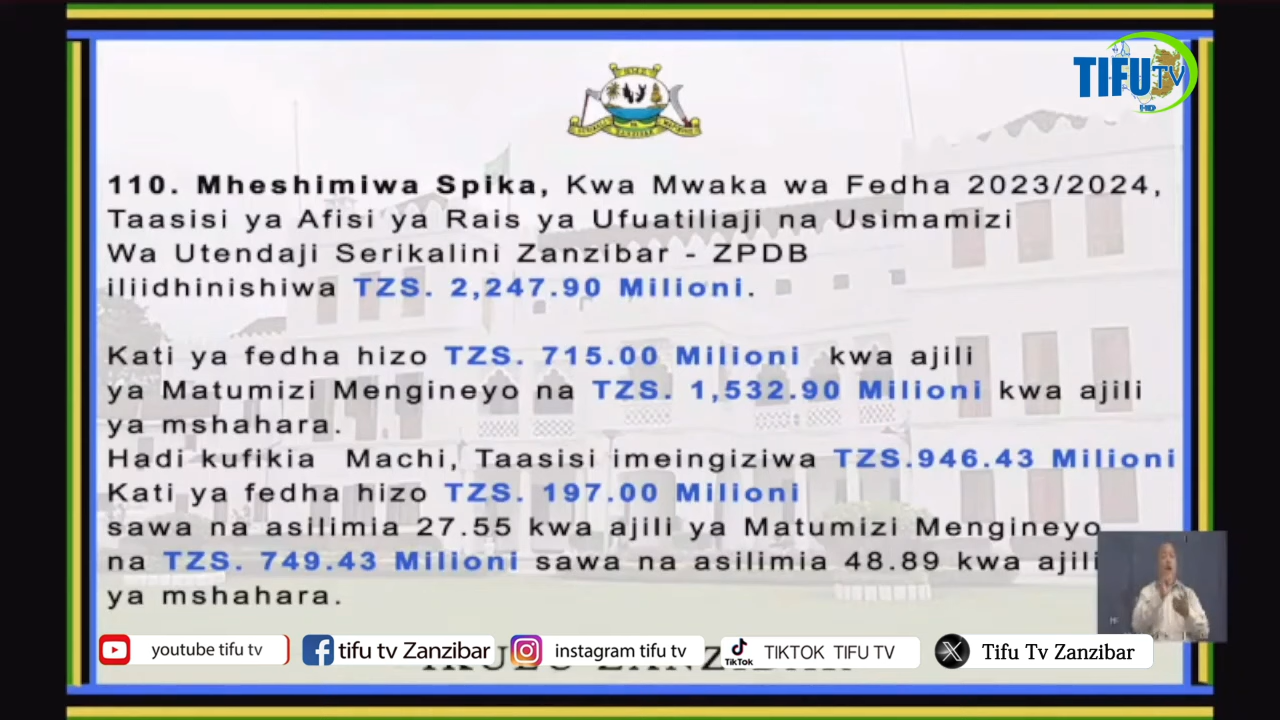 TIFU TV
HD
110. Mheshimiwa Spika, Kwa Mwaka wa Fedha 2023/2024,
Taasisi ya Afisi ya Rais ya Ufuatiliaji na Usimamizi
Wa Utendaji Serikalini Zanzibar - ZPDB
iliidhinishiwa TZS. 2,247.90 Milioni.
Kati ya fedha hizo TZS. 715.00 Milioni kwa ajili
ya Matumizi Mengineyo na TZS. 1,532.90 Milioni kwa ajili
ya mshahara.
Hadi kufikia Machi, Taasisi imeingiziwa TZS.946.43 Milioni
Kati ya fedha hizo TZS. 197.00 Milioni
sawa na asilimia 27.55 kwa ajili ya Matumizi Mengineyo
na TZS. 749.43 Milioni sawa na asilimia 48.89 kwa ajili
ya mshahara.
youtube tifu tv
tifu tv Zanzibar
instagram tifu tv
TikTok
TIKTOK TIFU TV
Tifu Tv Zanzibar